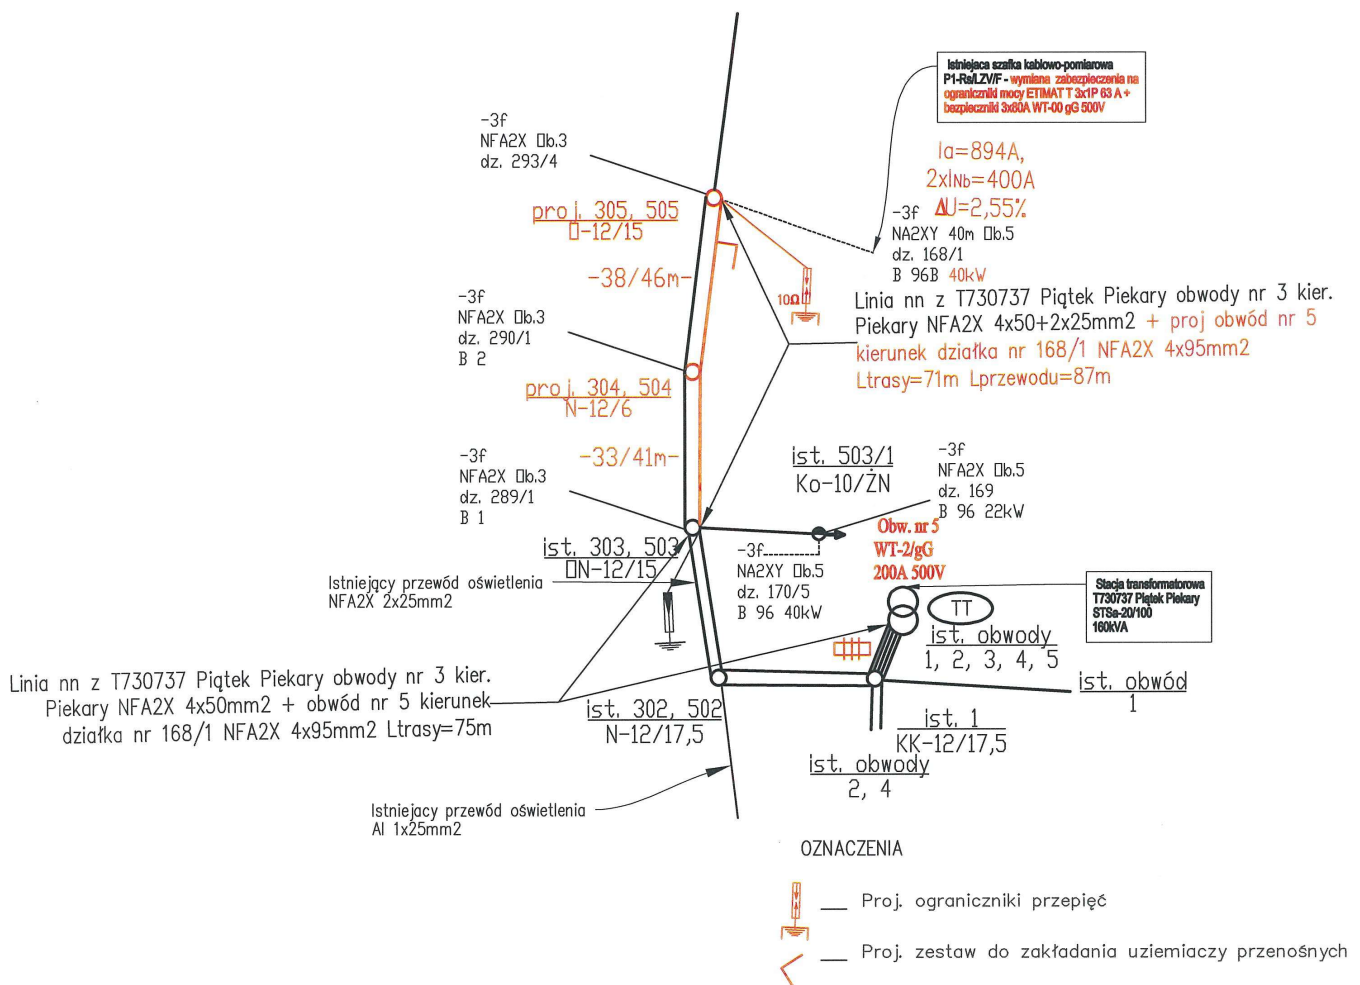 Istniejaca szafka kablowo-pomiarowa
P1-Rs/LZV/F - wymiana zabezpieczenia na
ograniczniki mocy ETIMAT T 3x1P 63 A +
bezpieczniki 3x80A WT-00 gG 500V
-3f
NFA2X □b.3
dz. 293/4
Ia=894A,
2xINb=400A
ΔU=2,55%
-3f
NA2XY 40m □b.5
dz. 168/1
B 96B 40kW
proj. 305, 505
□-12/15
-38/46m-
10Ω
Linia nn z T730737 Piątek Piekary obwody nr 3 kier.
Piekary NFA2X 4x50+2x25mm2 + proj obwód nr 5
kierunek działka nr 168/1 NFA2X 4x95mm2
Ltrasy=71m Lprzewodu=87m
-3f
NFA2X □b.3
dz. 290/1
B 2
proj. 304, 504
N-12/6
-33/41m-
-3f
NFA2X □b.3
dz. 289/1
B 1
ist. 503/1
Ko-10/ŻN
-3f
NFA2X □b.5
dz. 169
B 96 22kW
Obw. nr 5
WT-2/gG
200A 500V
ist. 303, 503
□N-12/15
-3f
NA2XY □b.5
dz. 170/5
B 96 40kW
Istniejący przewód oświetlenia
NFA2X 2x25mm2
Stacja transformatorowa
T730737 Piątek Piekary
STSa-20/100
160kVA
TT
ist. obwody
1, 2, 3, 4, 5
Linia nn z T730737 Piątek Piekary obwody nr 3 kier.
Piekary NFA2X 4x50mm2 + obwód nr 5 kierunek
działka nr 168/1 NFA2X 4x95mm2 Ltrasy=75m
ist. 302, 502
N-12/17,5
ist. obwód
1
ist. 1
KK-12/17,5
ist. obwody
2, 4
Istniejacy przewód oświetlenia
Al 1x25mm2
OZNACZENIA
Proj. ograniczniki przepięć
Proj. zestaw do zakładania uziemiaczy przenośnych